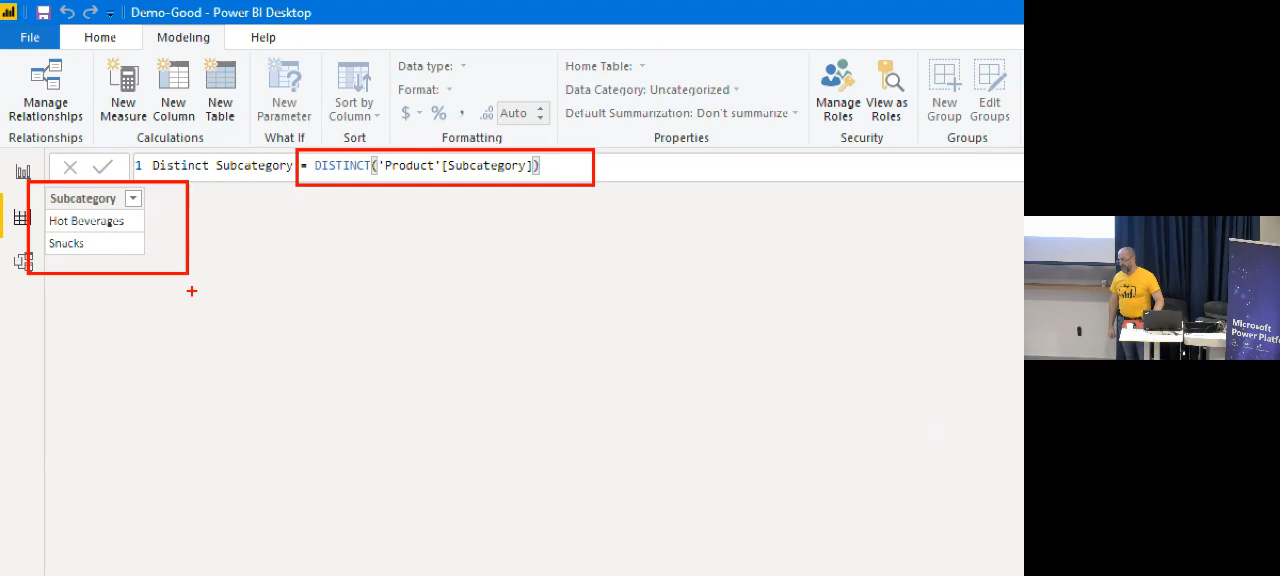 Demo-Good - Power BI Desktop
File Home Modeling Help
Manage Relationships
New Measure
New Column
New Table
New Parameter
Sort by Column
Data type:
Format:
$ % , .00 Auto
Home Table:
Data Category: Uncategorized
Default Summarization: Don't summarize
Manage Roles
View as Roles
New Group
Edit Groups
Relationships Calculations What If Sort Formatting Properties Security Groups
1 Distinct Subcategory = DISTINCT('Product'[Subcategory])
Subcategory
Hot Beverages
Snacks
Microsoft
Power Platf